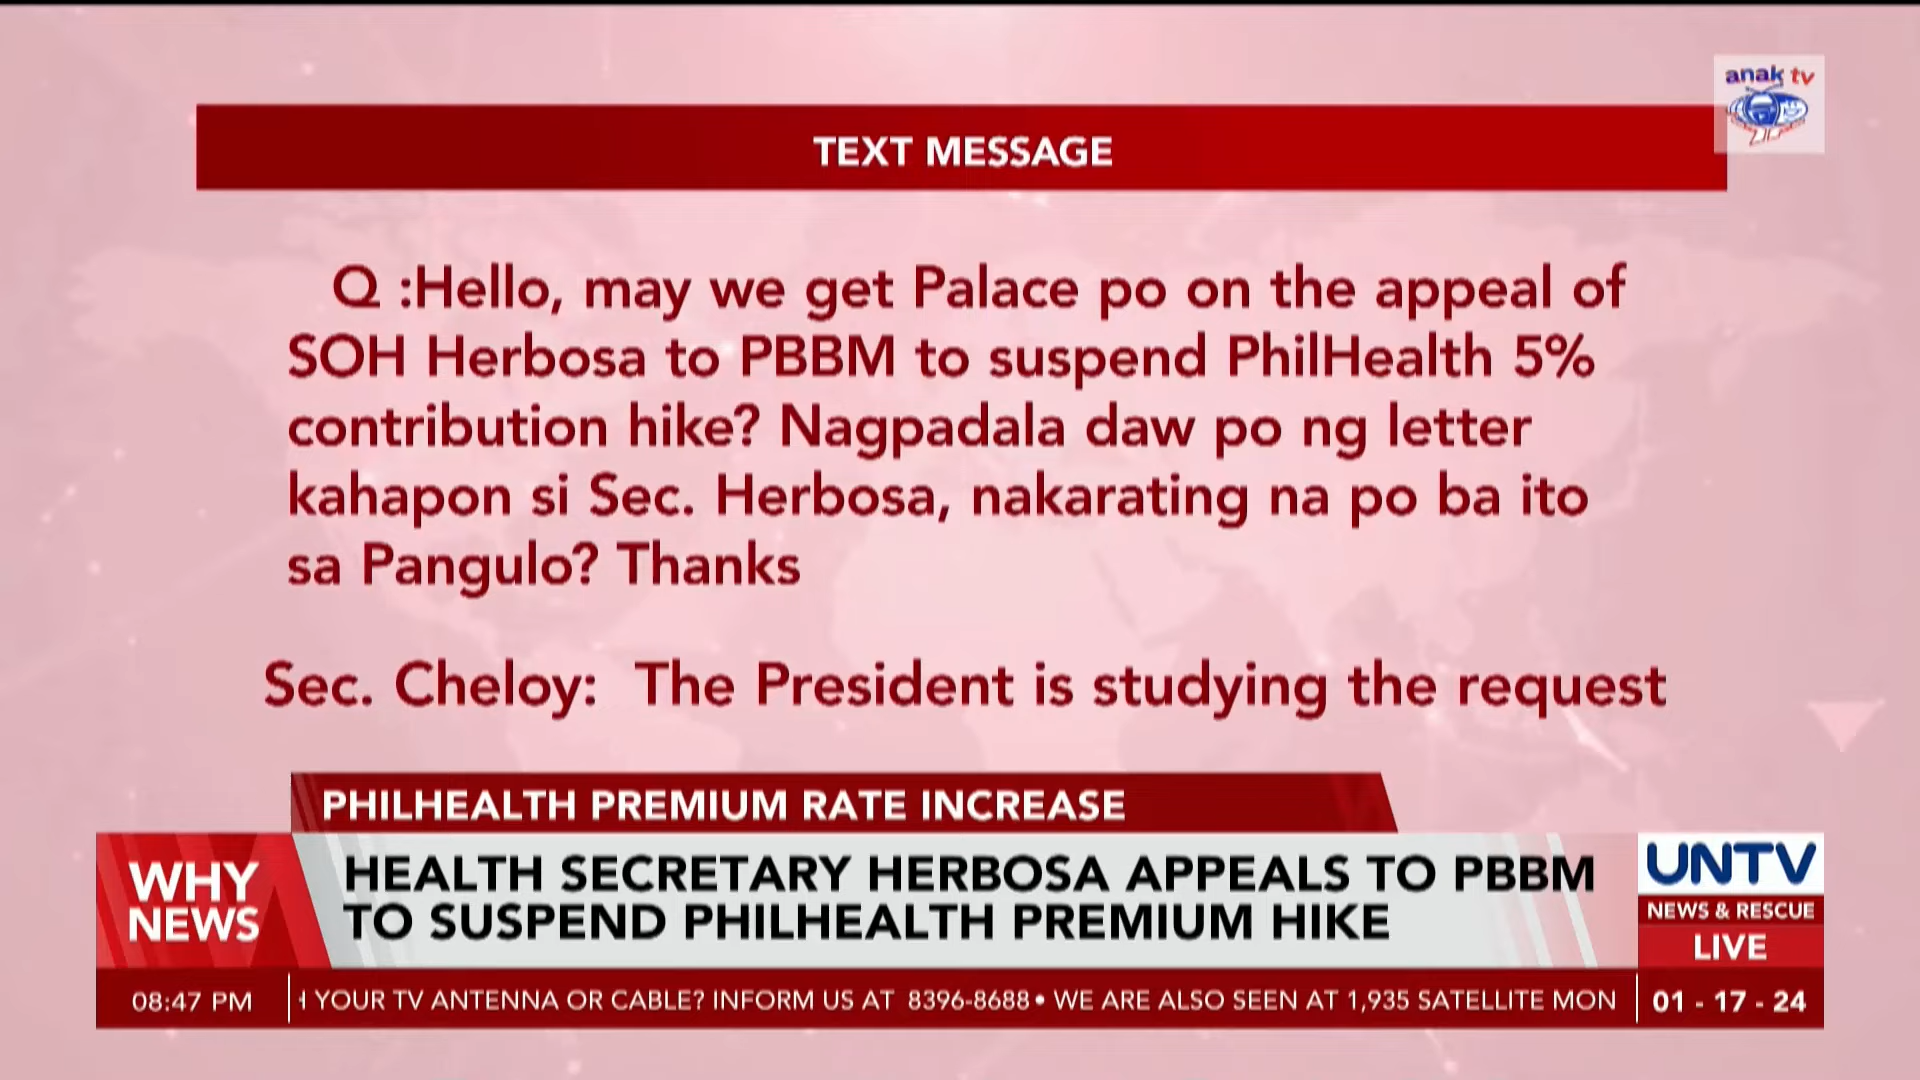 anak tv
TEXT MESSAGE
Q :Hello, may we get Palace po on the appeal of
SOH Herbosa to PBBM to suspend PhilHealth 5%
contribution hike? Nagpadala daw po ng letter
kahapon si Sec. Herbosa, nakarating na po ba ito
sa Pangulo? Thanks
Sec. Cheloy: The President is studying the request
PHILHEALTH PREMIUM RATE INCREASE
WHY
NEWS
HEALTH SECRETARY HERBOSA APPEALS TO PBBM
TO SUSPEND PHILHEALTH PREMIUM HIKE
UNTV
NEWS & RESCUE
LIVE
08:47 PM
YOUR TV ANTENNA OR CABLE? INFORM US AT 8396-8688• WE ARE ALSO SEEN AT 1,935 SATELLITE MON
01 - 17 - 24